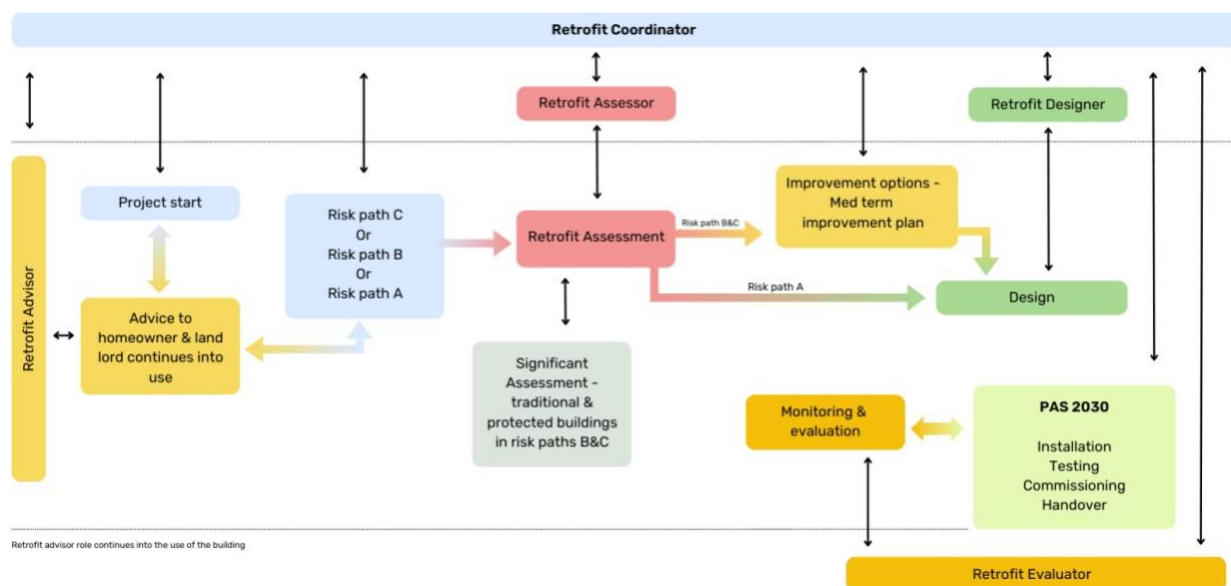 Retrofit Coordinator
Retrofit Assessor
Retrofit Designer
Retrofit Advisor
Project start
Advice to
homeowner & land
lord continues into
use
Risk path C
Or
Risk path B
Or
Risk path A
Retrofit Assessment
Risk path B&C
Risk path A
Improvement options -
Med term
improvement plan
Design
Significant
Assessment -
traditional &
protected buildings
in risk paths B&C
Monitoring &
evaluation
PAS 2030
Installation
Testing
Commissioning
Handover
Retrofit advisor role continues into the use of the building
Retrofit Evaluator